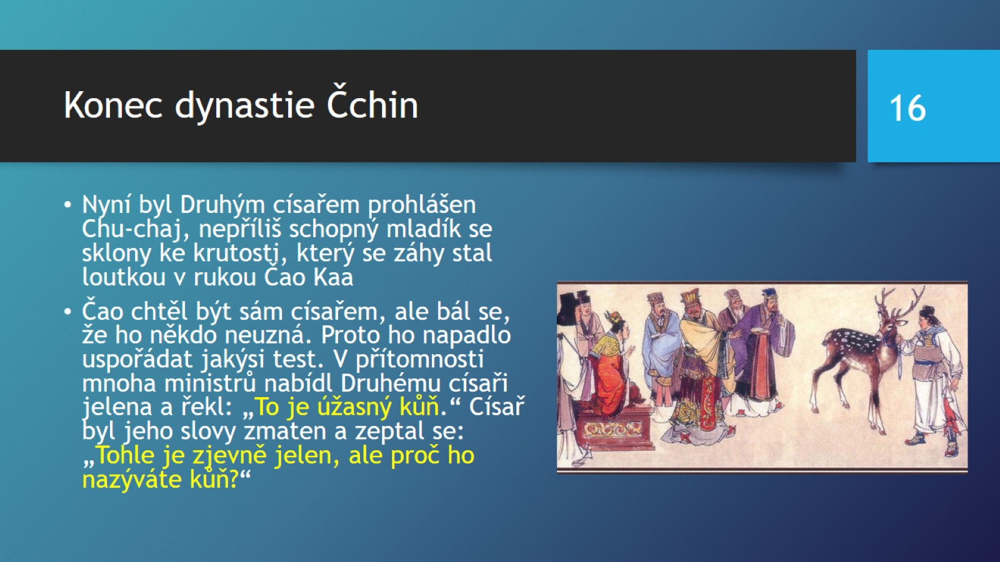 Konec dynastie Čchin
16
• Nyní byl Druhým císařem prohlášen
Chu-chaj, nepříliš schopný mladík se
sklony ke krutosti, který se záhy stal
loutkou v rukou Čao Kaa
• Čao chtěl být sám císařem, ale bál se,
že ho někdo neuzná. Proto ho napadlo
uspořádat jakýsi test. V přítomnosti
mnoha ministrů nabídl Druhému císaři
jelena a řekl: „To je úžasný kůň.“ Císař
byl jeho slovy zmaten a zeptal se:
„Tohle je zjevně jelen, ale proč ho
nazýváte kůň?“